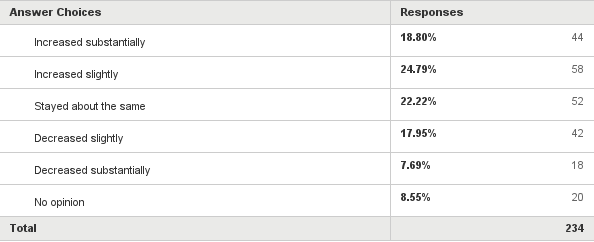 Answer Choices Responses
Increased substantially 18.80% 44
Increased slightly 24.79% 58
Stayed about the same 22.22% 52
Decreased slightly 17.95% 42
Decreased substantially 7.69% 18
No opinion 8.55% 20
Total 234